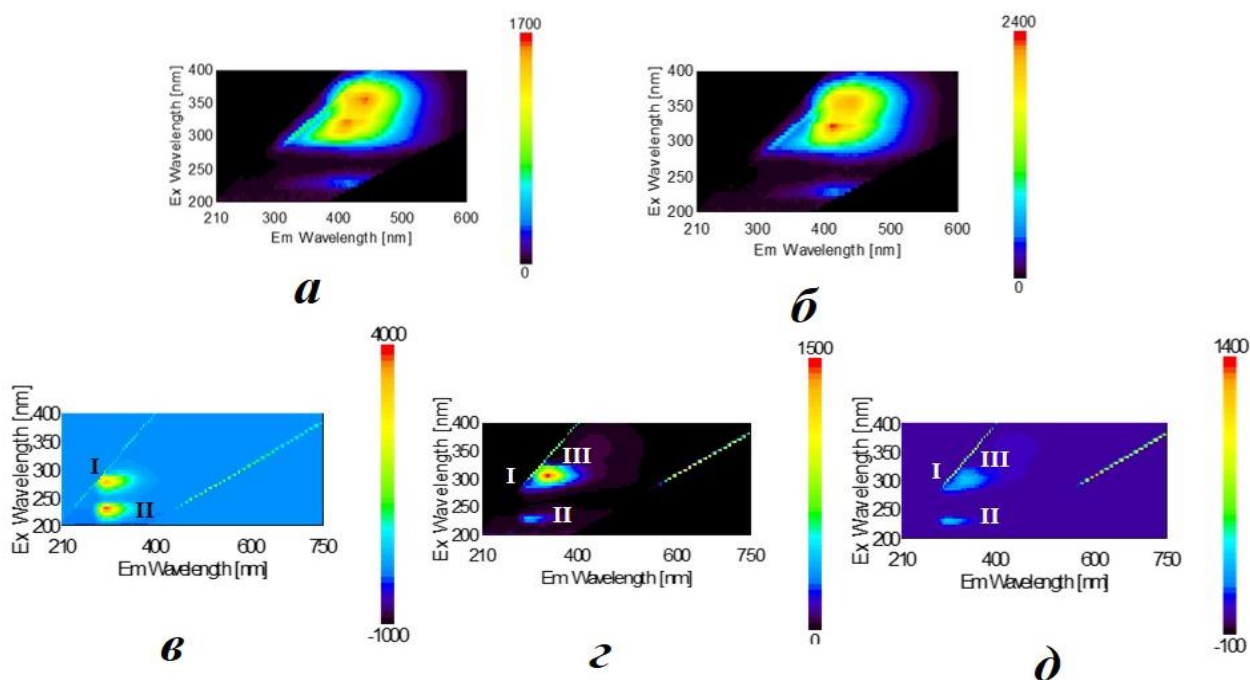 1700
400
350
300
250
200
Ex Wavelength [nm]
210 300 400 500 600
Em Wavelength [nm]
0
а
2400
400
350
300
250
200
Ex Wavelength [nm]
210 300 400 500 600
Em Wavelength [nm]
0
б
4000
400
300
250
200
Ex Wavelength [nm]
I
II
210 400 600 750
Em Wavelength [nm]
-1000
в
1500
400
350
300
250
200
Ex Wavelength [nm]
I
III
II
210 400 600 750
Em Wavelength [nm]
0
г
1400
400
350
300
250
200
Ex Wavelength [nm]
I
III
II
210 400 600 750
Em Wavelength [nm]
-100
д